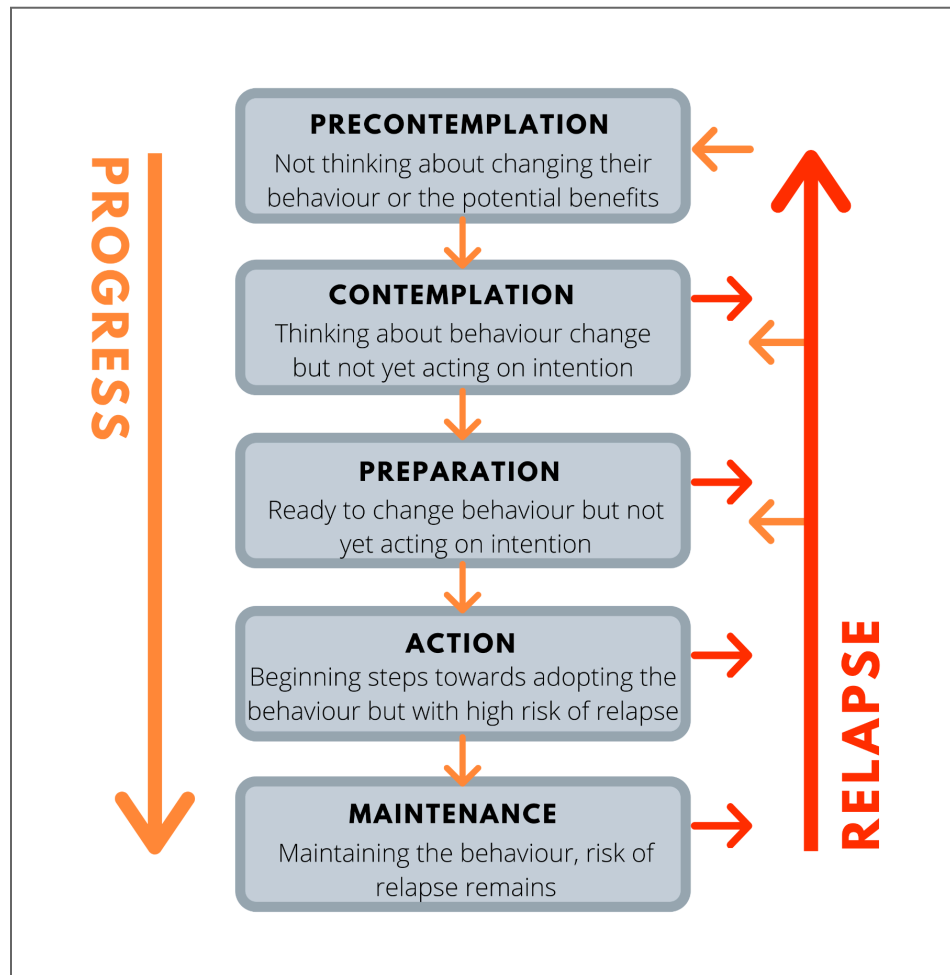 PROGRESS
PRECONTEMPLATION
Not thinking about changing their
behaviour or the potential benefits
CONTEMPLATION
Thinking about behaviour change
but not yet acting on intention
PREPARATION
Ready to change behaviour but not
yet acting on intention
ACTION
Beginning steps towards adopting the
behaviour but with high risk of relapse
MAINTENANCE
Maintaining the behaviour, risk of
relapse remains
RELAPSE